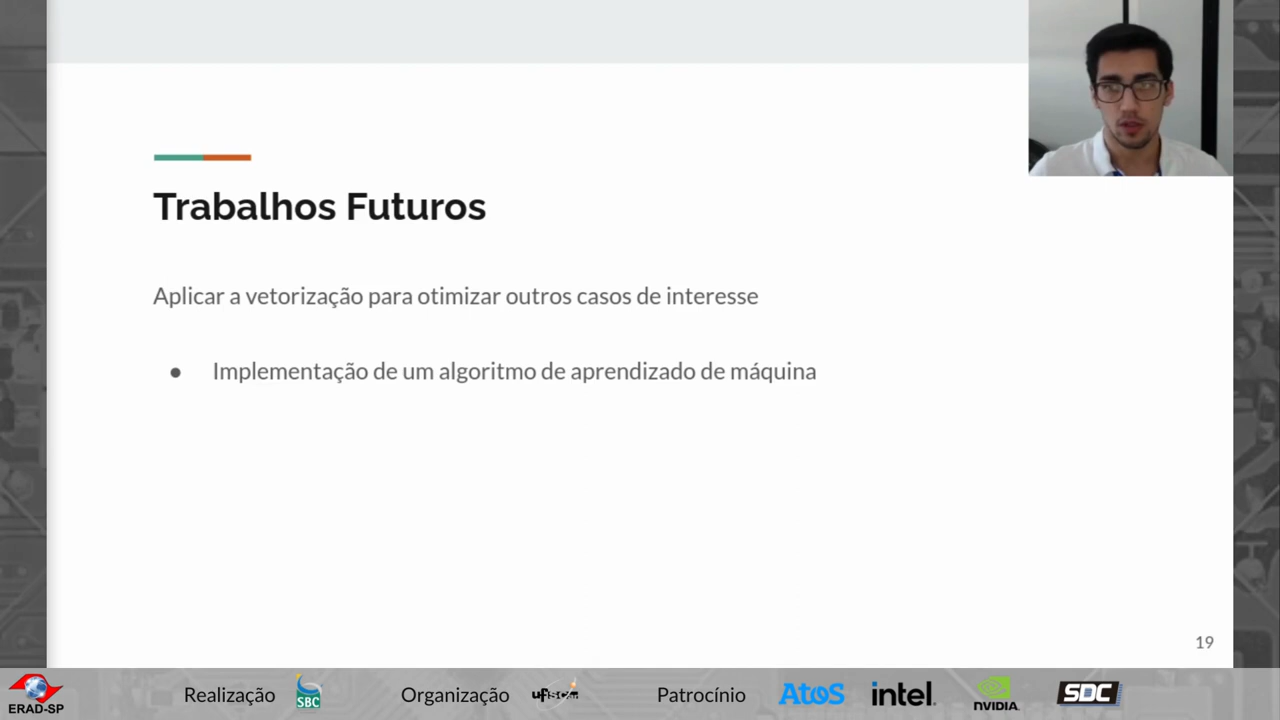 Trabalhos Futuros
Aplicar a vetorização para otimizar outros casos de interesse
● Implementação de um algoritmo de aprendizado de máquina
19
ERAD-SP
Realização
SBC
Organização
ufscar
Patrocínio
Atos
intel.
NVIDIA.
SDC